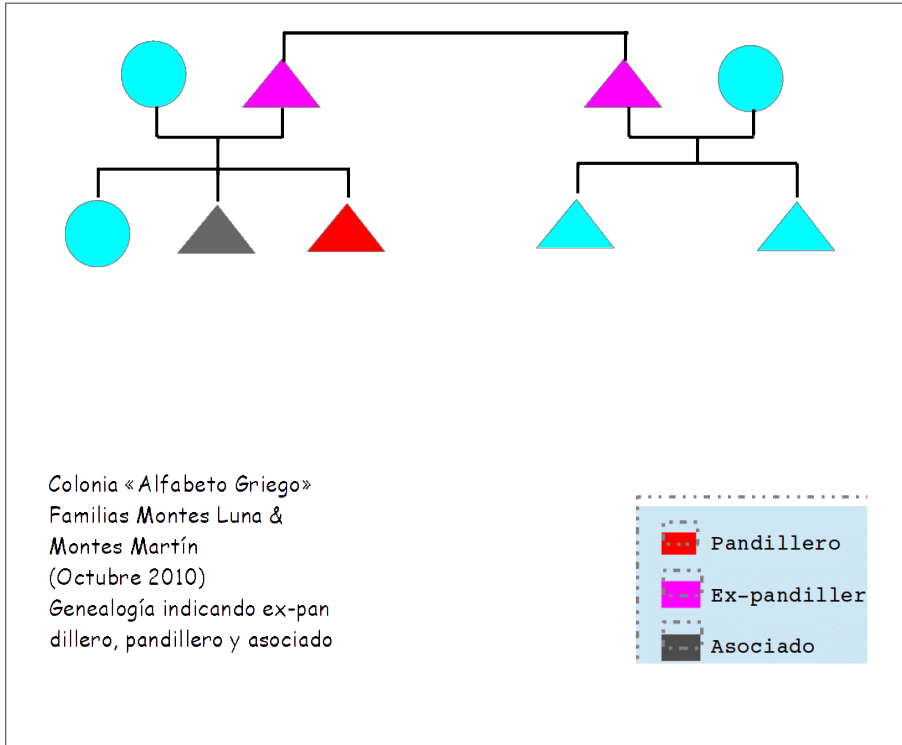 Colonia «Alfabeto Griego»
Familias Montes Luna &
Montes Martín
(Octubre 2010)
Genealogía indicando ex-pan
dillero, pandillero y asociado
Pandillero
Ex-pandiller
Asociado